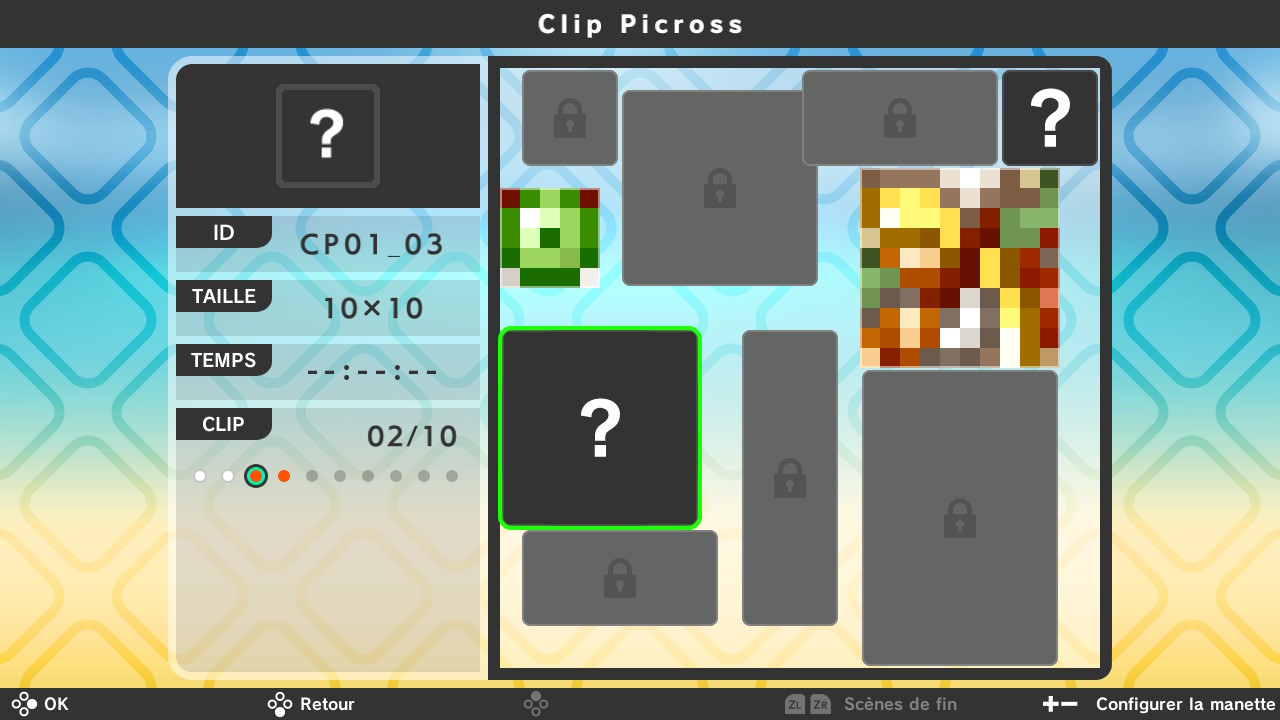 Clip Picross
?
ID
CP01_03
TAILLE
10×10
TEMPS
--:--:--
CLIP
02/10
?
?
OK
Retour
ZL ZR Scènes de fin
Configurer la manette